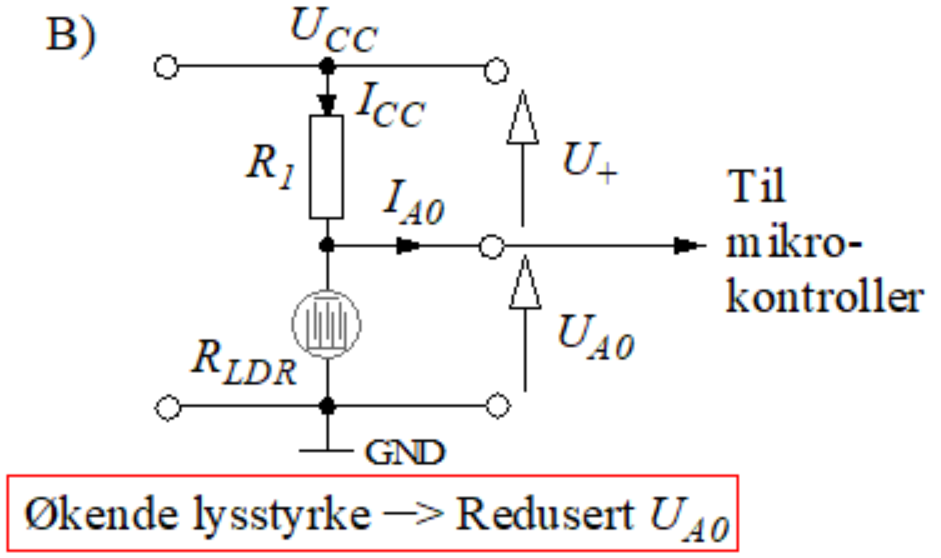 B)
U_CC
I_CC
R_1
U_+
I_A0
Til
mikro-
kontroller
U_A0
R_LDR
GND
Økende lysstyrke —> Redusert U_A0